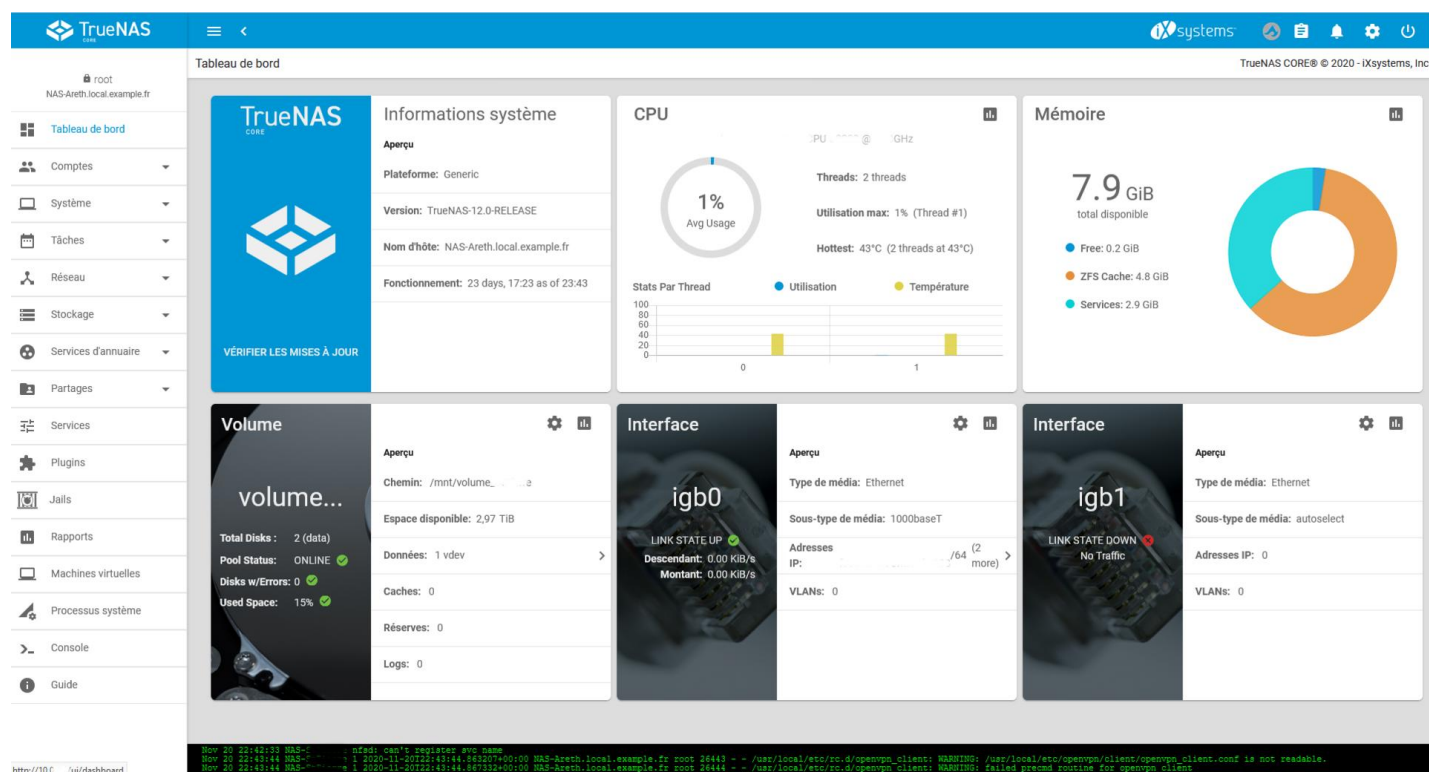 TrueNAS
CORE
iXsystems
root
NAS-Areth.local.example.fr
Tableau de bord
TrueNAS CORE® © 2020 - iXsystems, Inc
Tableau de bord
Comptes
Système
Tâches
Réseau
Stockage
Services d'annuaire
Partages
Services
Plugins
Jails
Rapports
Machines virtuelles
Processus système
Console
Guide
TrueNAS
CORE
VÉRIFIER LES MISES À JOUR
Informations système
Aperçu
Plateforme: Generic
Version: TrueNAS-12.0-RELEASE
Nom d'hôte: NAS-Areth.local.example.fr
Fonctionnement: 23 days, 17:23 as of 23:43
CPU
@ GHz
1%
Avg Usage
Threads: 2 threads
Utilisation max: 1% (Thread #1)
Hottest: 43°C (2 threads at 43°C)
Stats Par Thread
Utilisation
Température
100
80
60
40
20
0
0
1
Mémoire
7.9 GiB
total disponible
Free: 0.2 GiB
ZFS Cache: 4.8 GiB
Services: 2.9 GiB
Volume
volume...
Total Disks : 2 (data)
Pool Status: ONLINE
Disks w/Errors: 0
Used Space: 15%
Aperçu
Chemin: /mnt/volume_
Espace disponible: 2,97 TiB
Données: 1 vdev
Caches: 0
Réserves: 0
Logs: 0
Interface
igb0
LINK STATE UP
Descendant: 0.00 KiB/s
Montant: 0.00 KiB/s
Aperçu
Type de média: Ethernet
Sous-type de média: 1000baseT
Adresses IP: /64 (2 more)
VLANs: 0
Interface
igb1
LINK STATE DOWN
No Traffic
Aperçu
Type de média: Ethernet
Sous-type de média: autoselect
Adresses IP: 0
VLANs: 0
Nov 20 22:42:33 NAS- nfsd: can't register svc name
Nov 20 22:43:44 NAS- 1 2020-11-20T22:43:44.863207+00:00 NAS-Areth.local.example.fr root 26443 - - /usr/local/etc/rc.d/openvpn_client: WARNING: /usr/local/etc/openvpn/client/openvpn_client.conf is not readable.
Nov 20 22:43:44 NAS- 1 2020-11-20T22:43:44.867332+00:00 NAS-Areth.local.example.fr root 26444 - - /usr/local/etc/rc.d/openvpn_client: WARNING: failed precmd routine for openvpn_client
http://10. /ui/dashboard